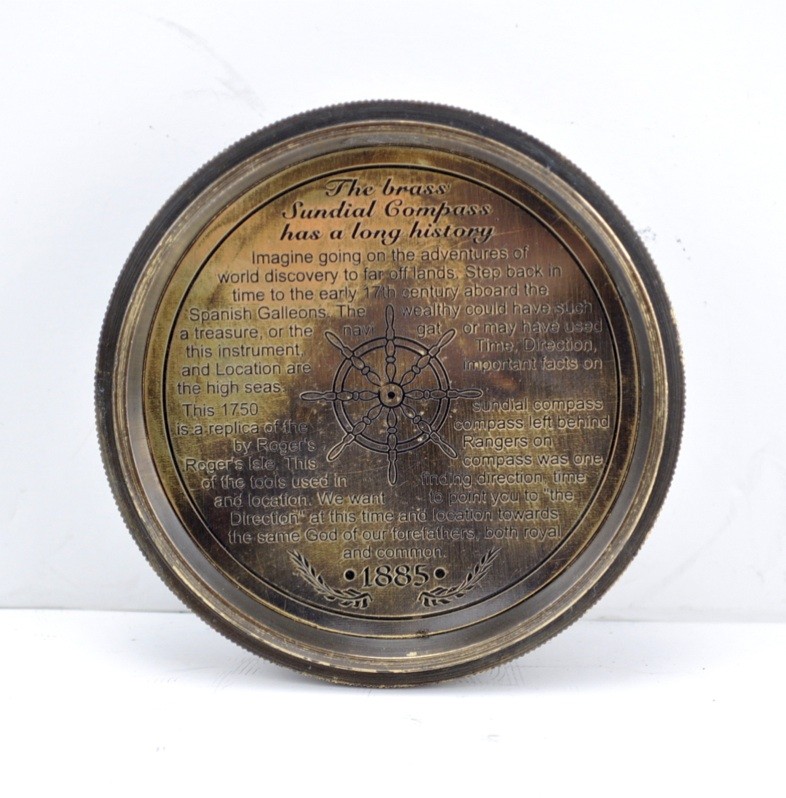 The brass
Sundial Compass
has a long history
Imagine going on the adventures of
world discovery to far off lands. Step back in
time to the early 17th century aboard the
Spanish Galleons. The wealthy could have such
a treasure, or the navi gat or may have used
this instrument, Time, Direction,
and Location are important facts on
the high seas.
This 1750 sundial compass
is a replica of the compass left behind
by Roger's Rangers on
Roger's Isle. This compass was one
of the tools used in finding direction, time
and location. We want to point you to "the
Direction" at this time and location towards
the same God of our forefathers, both royal
and common.
•1885•